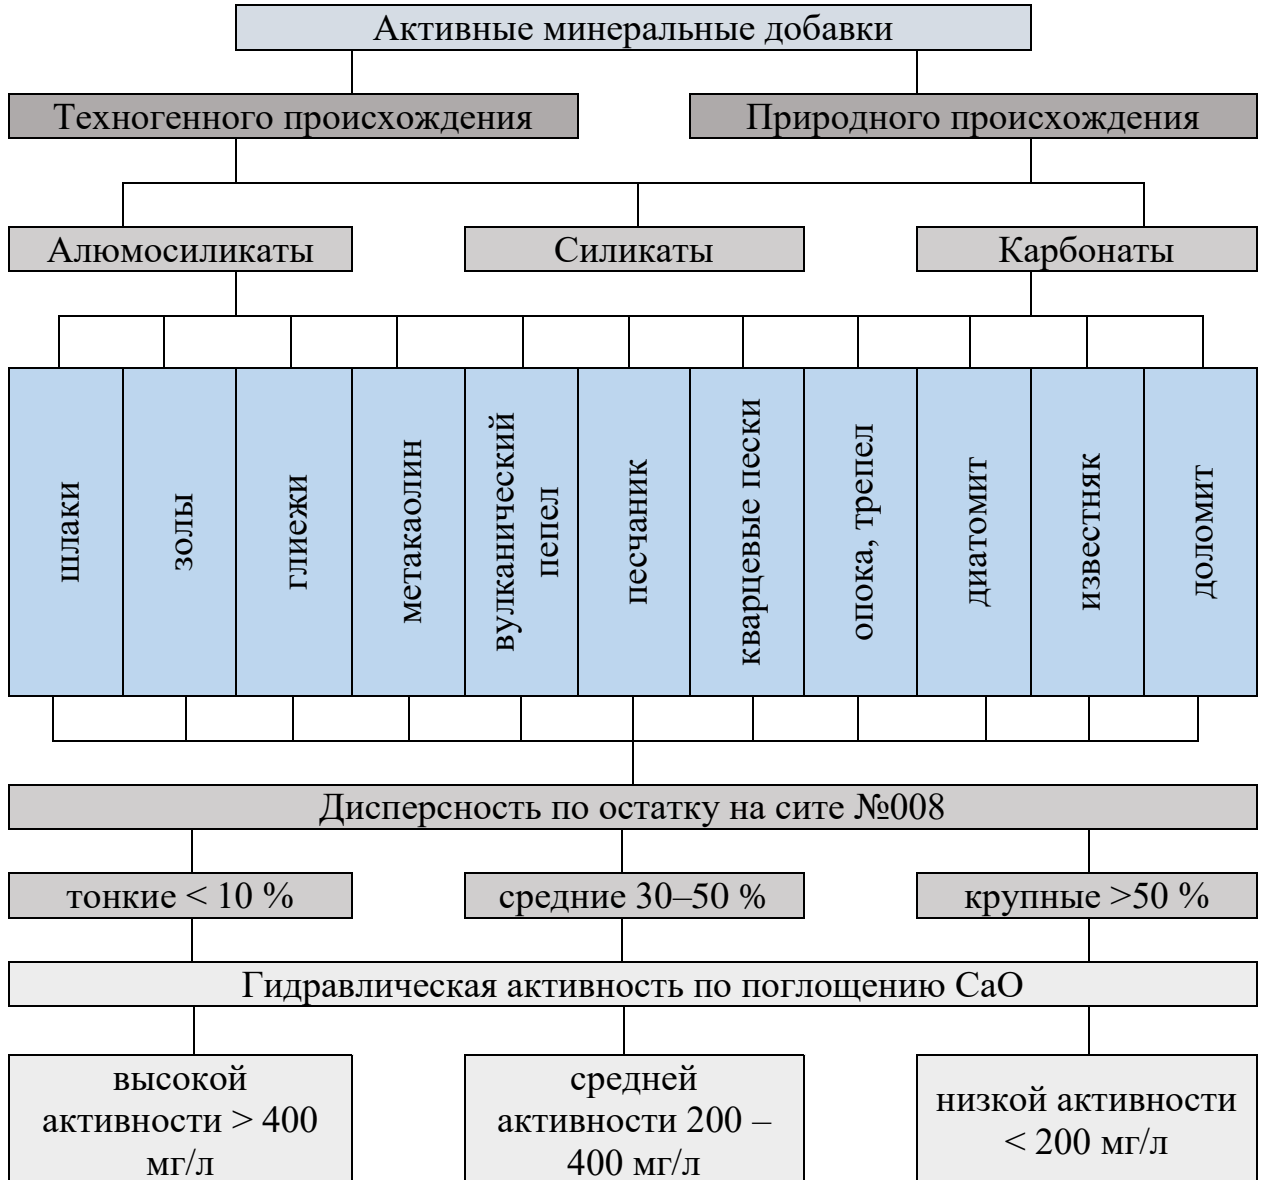 Активные минеральные добавки
Техногенного происхождения
Природного происхождения
Алюмосиликаты
Силикаты
Карбонаты
шлаки
золы
глиежи
метакаолин
вулканический
пепел
песчаник
кварцевые пески
опока, трепел
диатомит
известняк
доломит
Дисперсность по остатку на сите №008
тонкие < 10 %
средние 30–50 %
крупные >50 %
Гидравлическая активность по поглощению CaO
высокой
активности > 400
мг/л
средней
активности 200 –
400 мг/л
низкой активности
< 200 мг/л